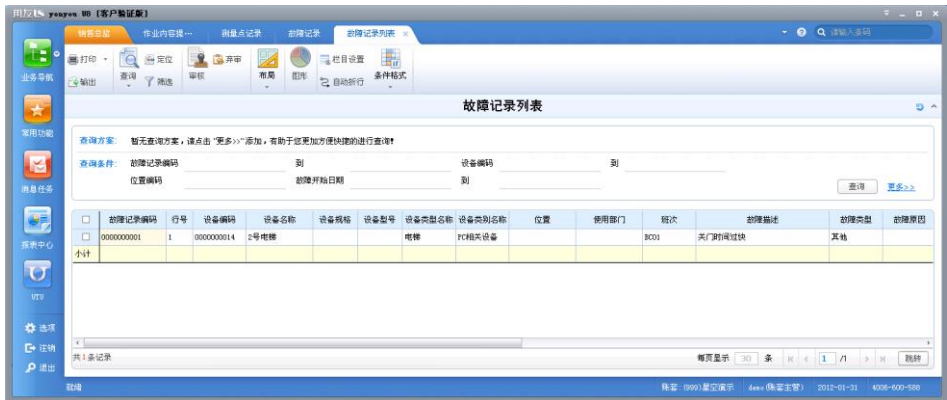 用友U8 yonyou U8 【客户验证版】
销售总监 作业内容提… 测量点记录 故障记录 故障记录列表 请输入条码
打印 查询 定位 审核 弃审 布局 图形 栏目设置 条件格式
输出 筛选 自动折行
业务导航
常用功能
消息任务
报表中心
UTU
选项
注销
退出
故障记录列表
查询方案: 暂无查询方案,请点击"更多>>"添加,有助于您更加方便快捷的进行查询!
查询条件: 故障记录编码 到 设备编码 到
位置编码 故障开始日期 到
查询 更多>>
故障记录编码 行号 设备编码 设备名称 设备规格 设备型号 设备类型名称 设备类别名称 位置 使用部门 班次 故障描述 故障类型 故障原因
0000000001 1 0000000014 2号电梯 电梯 PC相关设备 BC01 关门时间过快 其他
小计
共1条记录 每页显示 30 条 1 /1 跳转
就绪 账套: (999)星空演示 demo(账套主管) 2012-01-31 4006-600-588